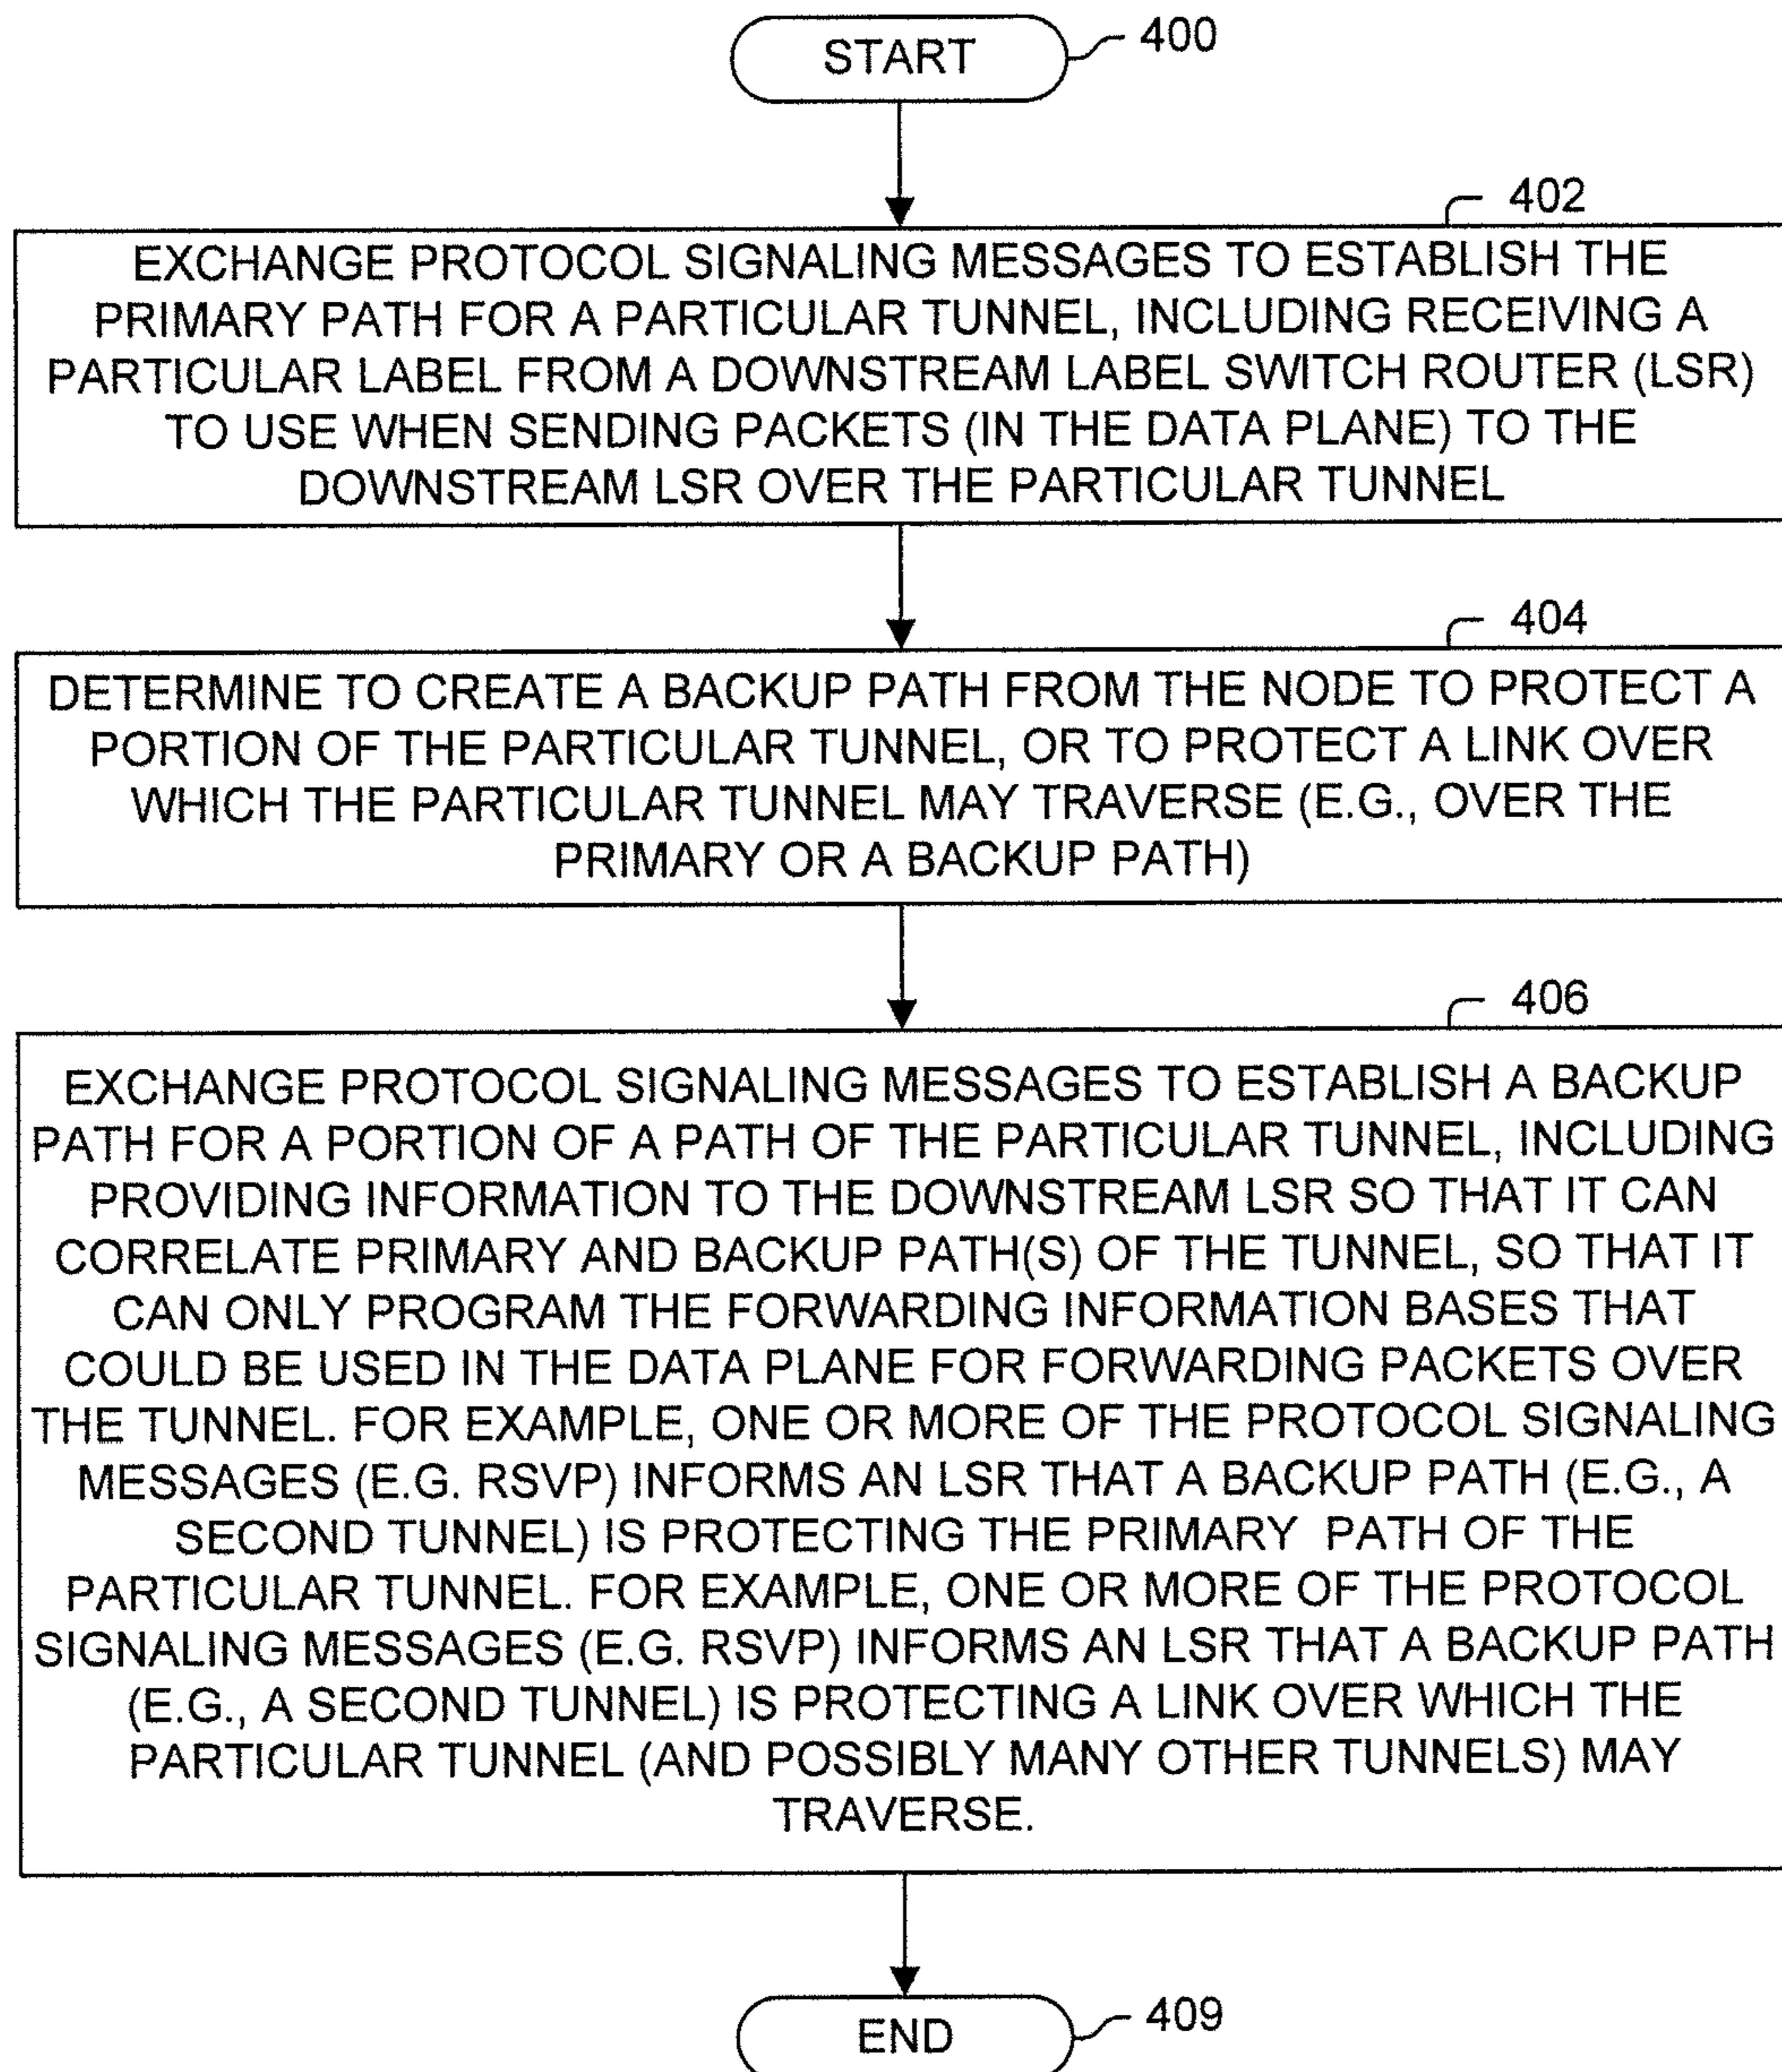 START
400
402
EXCHANGE PROTOCOL SIGNALING MESSAGES TO ESTABLISH THE
PRIMARY PATH FOR A PARTICULAR TUNNEL, INCLUDING RECEIVING A
PARTICULAR LABEL FROM A DOWNSTREAM LABEL SWITCH ROUTER (LSR)
TO USE WHEN SENDING PACKETS (IN THE DATA PLANE) TO THE
DOWNSTREAM LSR OVER THE PARTICULAR TUNNEL
404
DETERMINE TO CREATE A BACKUP PATH FROM THE NODE TO PROTECT A
PORTION OF THE PARTICULAR TUNNEL, OR TO PROTECT A LINK OVER
WHICH THE PARTICULAR TUNNEL MAY TRAVERSE (E.G., OVER THE
PRIMARY OR A BACKUP PATH)
406
EXCHANGE PROTOCOL SIGNALING MESSAGES TO ESTABLISH A BACKUP
PATH FOR A PORTION OF A PATH OF THE PARTICULAR TUNNEL, INCLUDING
PROVIDING INFORMATION TO THE DOWNSTREAM LSR SO THAT IT CAN
CORRELATE PRIMARY AND BACKUP PATH(S) OF THE TUNNEL, SO THAT IT
CAN ONLY PROGRAM THE FORWARDING INFORMATION BASES THAT
COULD BE USED IN THE DATA PLANE FOR FORWARDING PACKETS OVER
THE TUNNEL. FOR EXAMPLE, ONE OR MORE OF THE PROTOCOL SIGNALING
MESSAGES (E.G. RSVP) INFORMS AN LSR THAT A BACKUP PATH (E.G., A
SECOND TUNNEL) IS PROTECTING THE PRIMARY PATH OF THE
PARTICULAR TUNNEL. FOR EXAMPLE, ONE OR MORE OF THE PROTOCOL
SIGNALING MESSAGES (E.G. RSVP) INFORMS AN LSR THAT A BACKUP PATH
(E.G., A SECOND TUNNEL) IS PROTECTING A LINK OVER WHICH THE
PARTICULAR TUNNEL (AND POSSIBLY MANY OTHER TUNNELS) MAY
TRAVERSE.
END
409